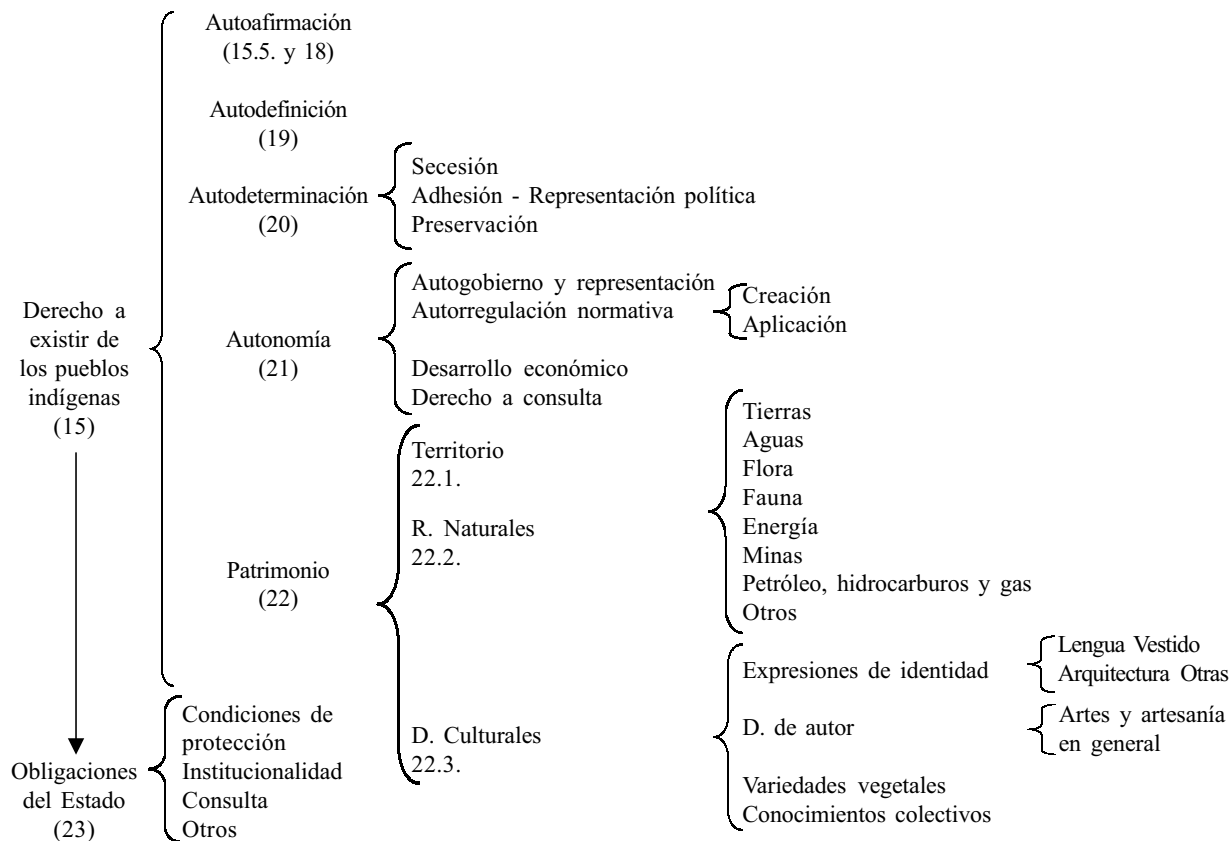 Derecho a
existir de
los pueblos
indígenas
(15)
Autoafirmación
(15.5. y 18)
Autodefinición
(19)
Autodeterminación
(20)
Secesión
Adhesión - Representación política
Preservación
Autonomía
(21)
Autogobierno y representación
Autorregulación normativa
Creación
Aplicación
Desarrollo económico
Derecho a consulta
Patrimonio
(22)
Territorio
22.1.
R. Naturales
22.2.
Tierras
Aguas
Flora
Fauna
Energía
Minas
Petróleo, hidrocarburos y gas
Otros
D. Culturales
22.3.
Expresiones de identidad
Lengua Vestido
Arquitectura Otras
D. de autor
Artes y artesanía
en general
Variedades vegetales
Conocimientos colectivos
Obligaciones
del Estado
(23)
Condiciones de
protección
Institucionalidad
Consulta
Otros